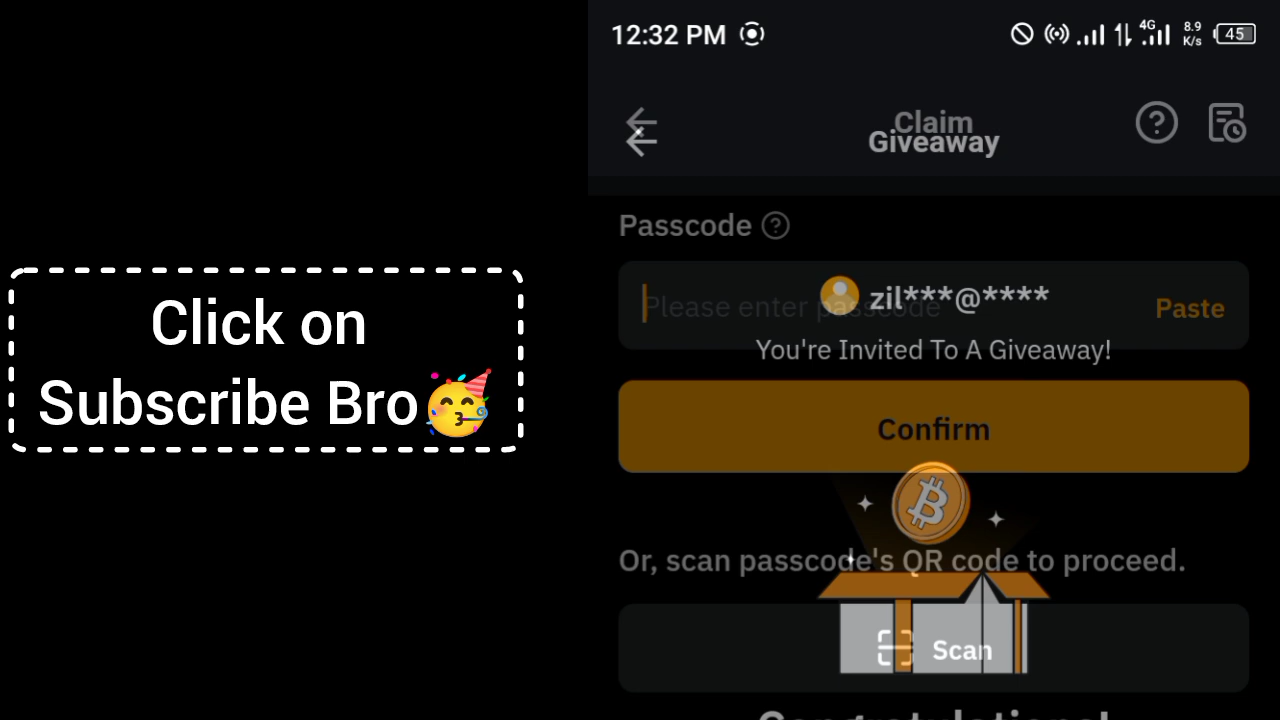 Click on
Subscribe Bro🥳
12:32 PM
4G
8.9
K/s
45
Claim
Giveaway
Passcode
Please enter passcode
Paste
zil***@****
You're Invited To A Giveaway!
Confirm
Or, scan passcode's QR code to proceed.
Scan
Congratulations!